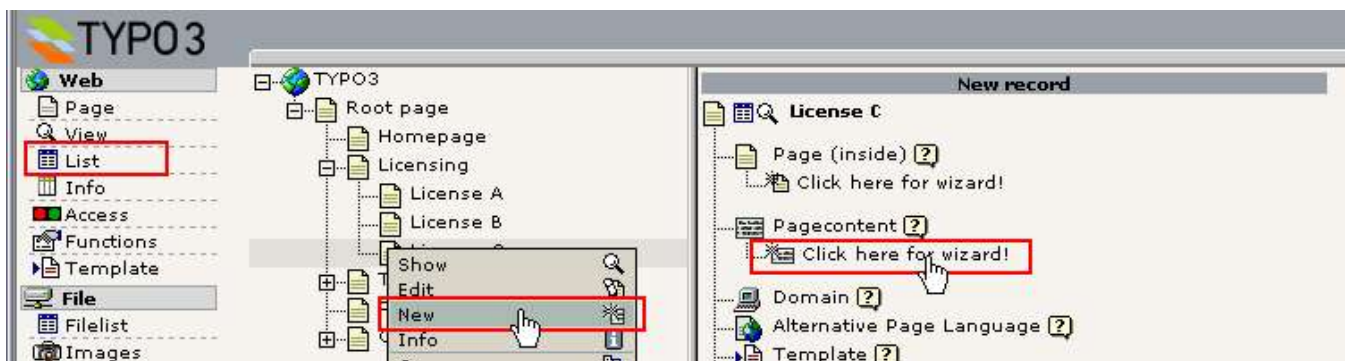 TYPO3
Web
Page
View
List
Info
Access
Functions
Template
File
Filelist
Images
TYPO3
Root page
Homepage
Licensing
License A
License B
Show
Edit
New
Info
New record
License C
Page (inside) [?]
Click here for wizard!
Pagecontent [?]
Click here for wizard!
Domain [?]
Alternative Page Language [?]
Template [?]